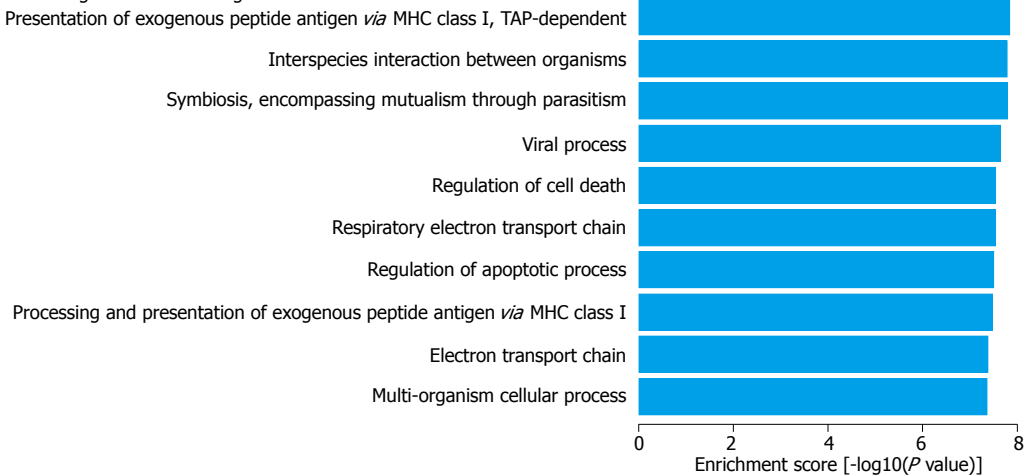 Presentation of exogenous peptide antigen via MHC class I, TAP-dependent
Interspecies interaction between organisms
Symbiosis, encompassing mutualism through parasitism
Viral process
Regulation of cell death
Respiratory electron transport chain
Regulation of apoptotic process
Processing and presentation of exogenous peptide antigen via MHC class I
Electron transport chain
Multi-organism cellular process
0 2 4 6 8
Enrichment score [-log10(P value)]